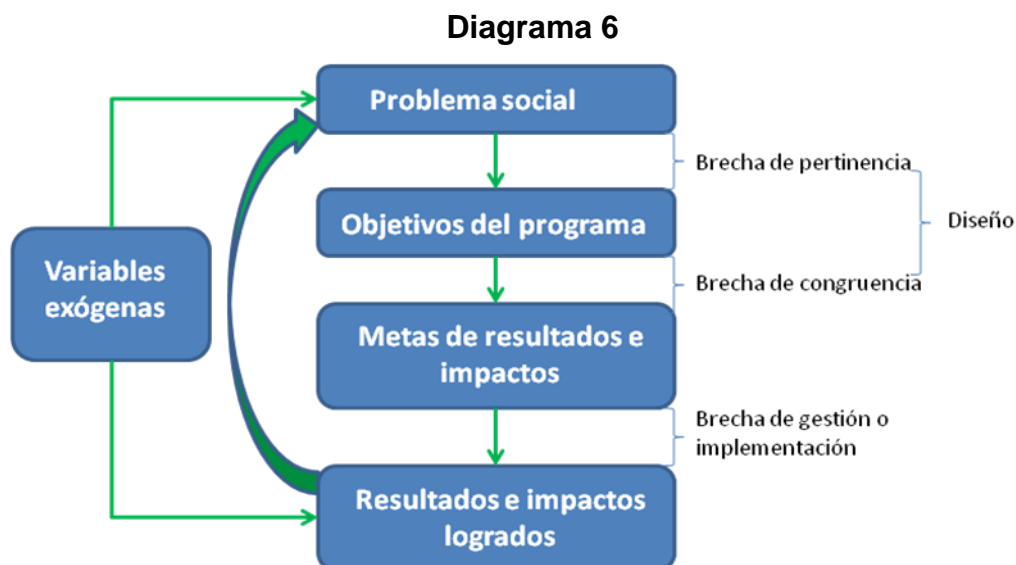 Diagrama 6
Problema social
Brecha de pertinencia
Objetivos del programa
Diseño
Variables
exógenas
Brecha de congruencia
Metas de resultados e
impactos
Brecha de gestión o
implementación
Resultados e impactos
logrados